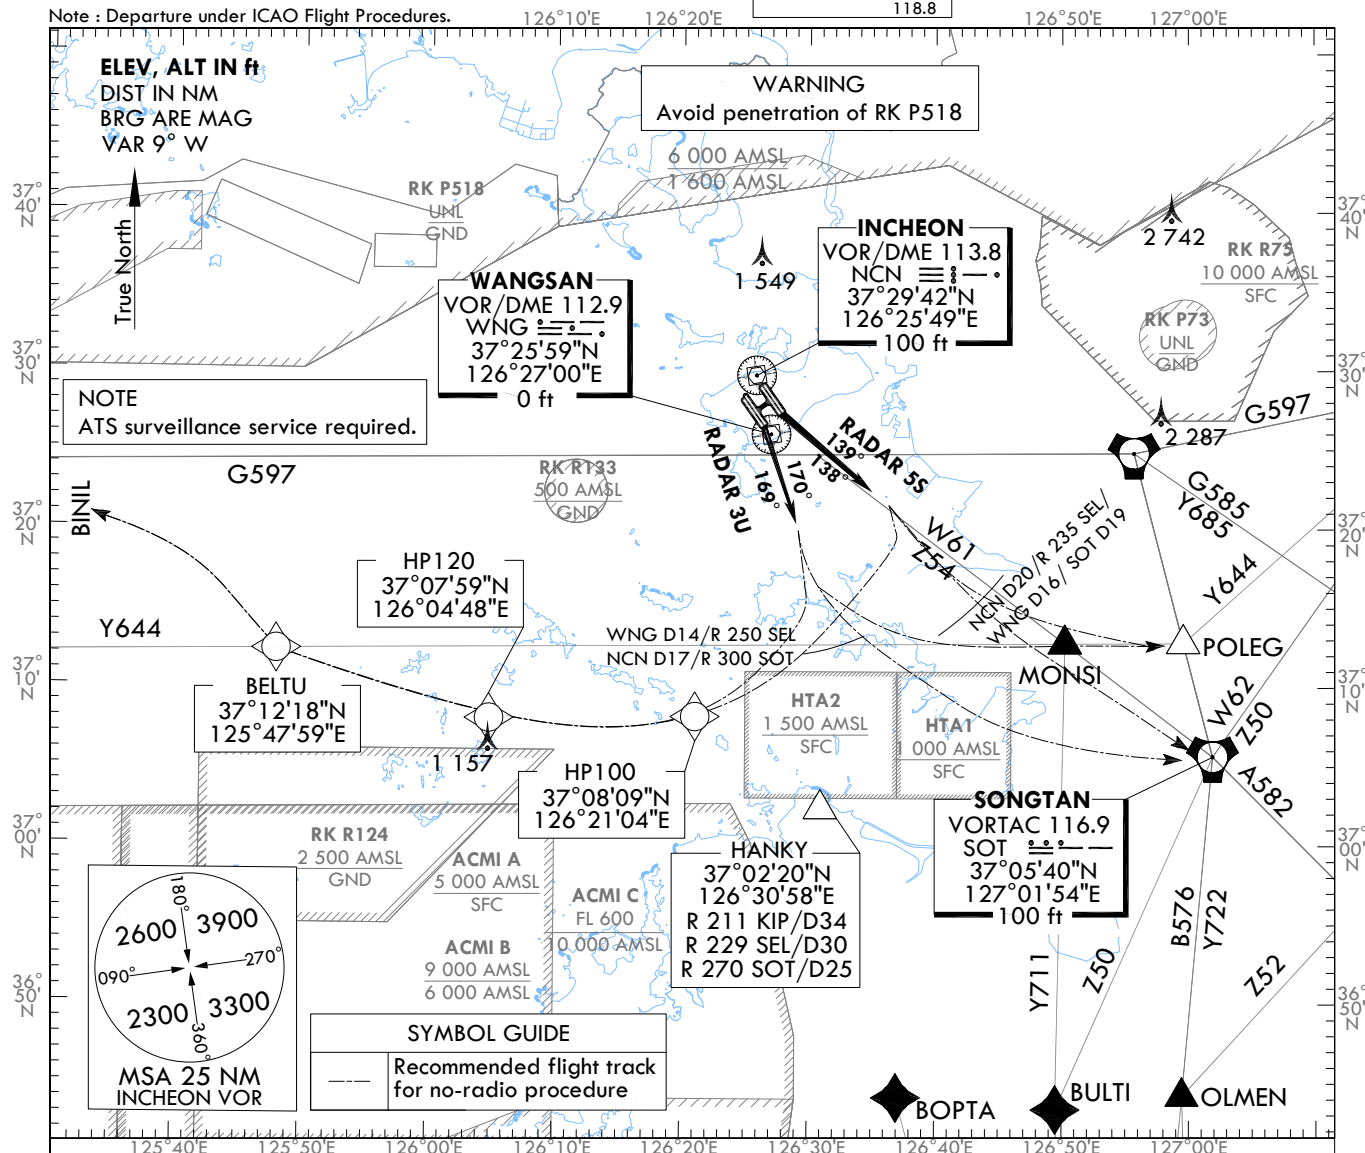 Note : Departure under ICAO Flight Procedures.
118.8
126°10'E
126°20'E
126°50'E
127°00'E
ELEV, ALT IN ft
DIST IN NM
BRG ARE MAG
VAR 9° W
True North
WARNING
Avoid penetration of RK P518
6 000 AMSL
1 600 AMSL
RK P518
UNL
GND
37°
40'
N
37°
40'
N
2 742
RK R75
10 000 AMSL
SFC
RK P73
UNL
GND
1 549
INCHEON
VOR/DME 113.8
NCN
37°29'42"N
126°25'49"E
100 ft
WANGSAN
VOR/DME 112.9
WNG
37°25'59"N
126°27'00"E
0 ft
37°
30'
N
37°
30'
N
NOTE
ATS surveillance service required.
G597
2 287
G597
RK R133
500 AMSL
GND
RADAR 3U
169°
170°
RADAR 5S
139°
138°
G585
Y685
BINIL
37°
20'
N
37°
20'
N
W61
Z54
NCN D20/R 235 SEL/
WNG D16/ SOT D19
Y644
HP120
37°07'59"N
126°04'48"E
Y644
WNG D14/R 250 SEL
NCN D17/R 300 SOT
MONSI
POLEG
37°
10'
N
37°
10'
N
BELTU
37°12'18"N
125°47'59"E
HTA2
1 500 AMSL
SFC
HTA1
1 000 AMSL
SFC
W62
Z50
1 157
HP100
37°08'09"N
126°21'04"E
A582
SONGTAN
VORTAC 116.9
SOT
37°05'40"N
127°01'54"E
100 ft
37°
00'
N
37°
00'
N
RK R124
2 500 AMSL
GND
ACMI A
5 000 AMSL
SFC
ACMI C
FL 600
10 000 AMSL
ACMI B
9 000 AMSL
6 000 AMSL
HANKY
37°02'20"N
126°30'58"E
R 211 KIP/D34
R 229 SEL/D30
R 270 SOT/D25
B576
Y722
Y711
Z50
Z52
36°
50'
N
36°
50'
N
180°
2600
3900
090°
270°
2300
3300
360°
MSA 25 NM
INCHEON VOR
SYMBOL GUIDE
Recommended flight track
for no-radio procedure
BOPTA
BULTI
OLMEN
125°40'E
125°50'E
126°00'E
126°10'E
126°20'E
126°30'E
126°40'E
126°50'E
127°00'E